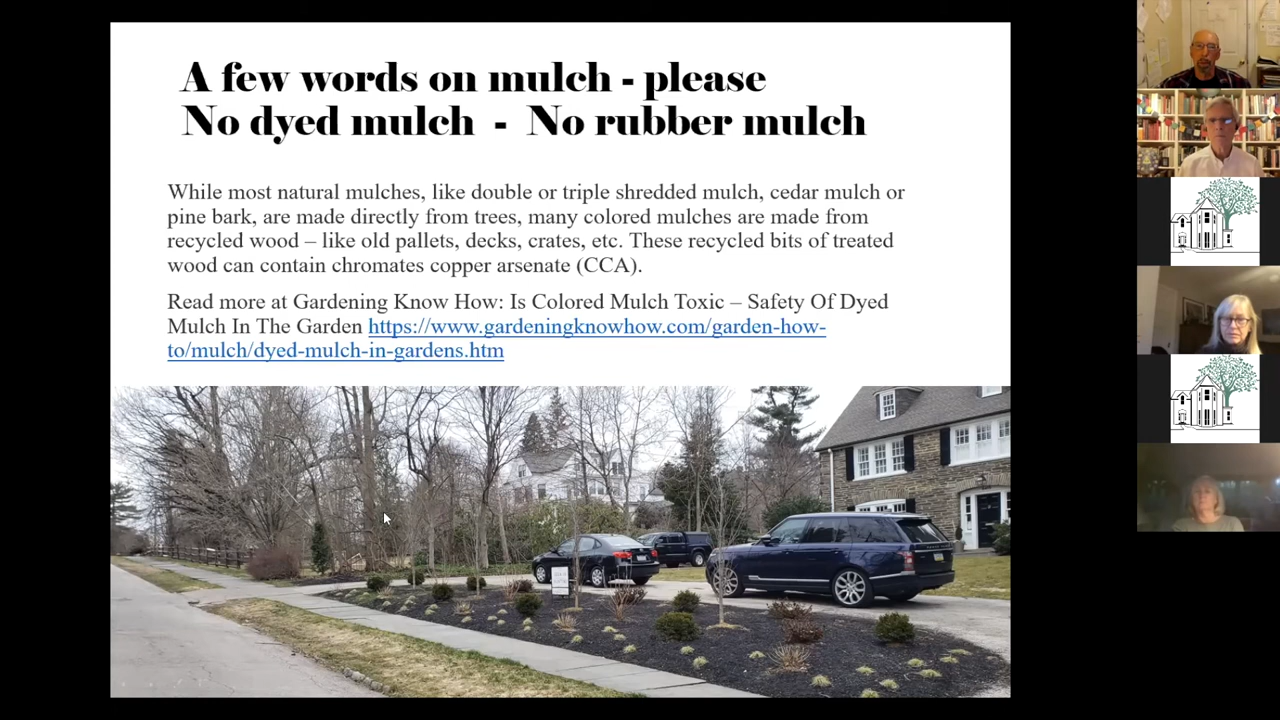 A few words on mulch - please
No dyed mulch - No rubber mulch
While most natural mulches, like double or triple shredded mulch, cedar mulch or
pine bark, are made directly from trees, many colored mulches are made from
recycled wood – like old pallets, decks, crates, etc. These recycled bits of treated
wood can contain chromates copper arsenate (CCA).
Read more at Gardening Know How: Is Colored Mulch Toxic – Safety Of Dyed
Mulch In The Garden https://www.gardeningknowhow.com/garden-how-
to/mulch/dyed-mulch-in-gardens.htm